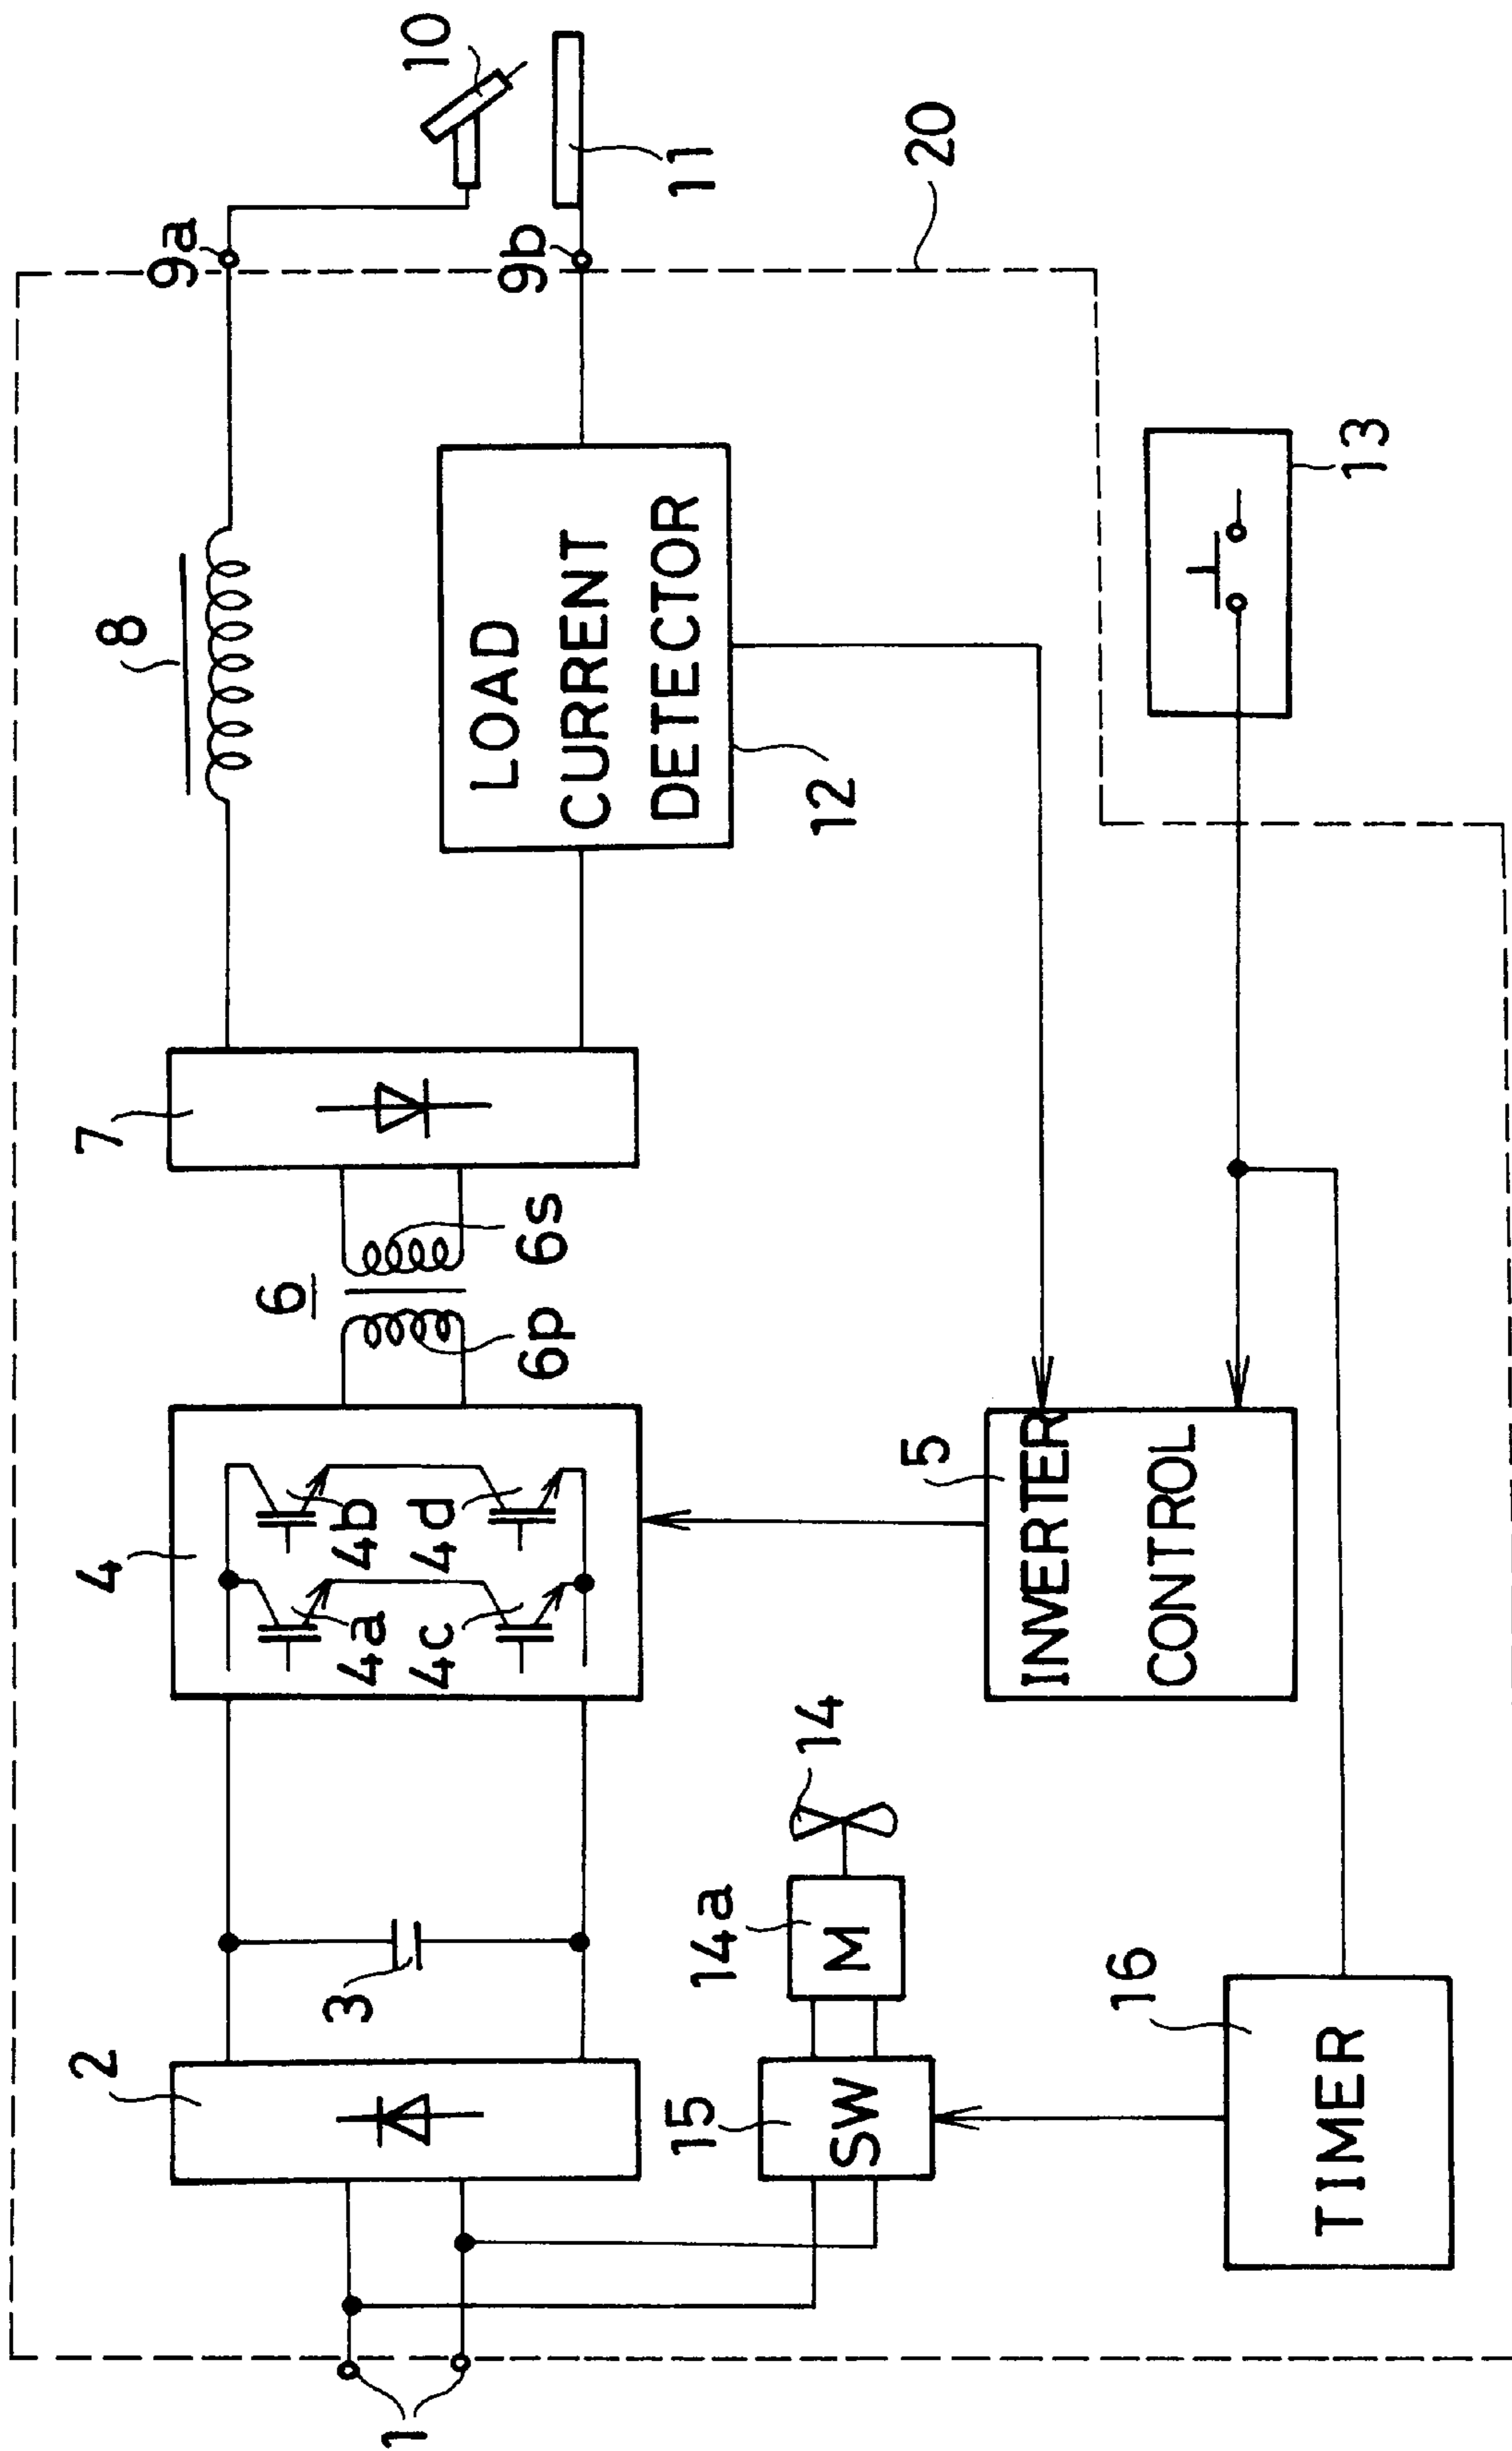 8
10
9a
7
6
6s
9b
11
4
4b
4d
6p
LOAD
CURRENT
DETECTOR
12
20
2
3
4a
4c
14a
M
14
5
INVERTER
CONTROL
13
1
15
SW
16
TIMER